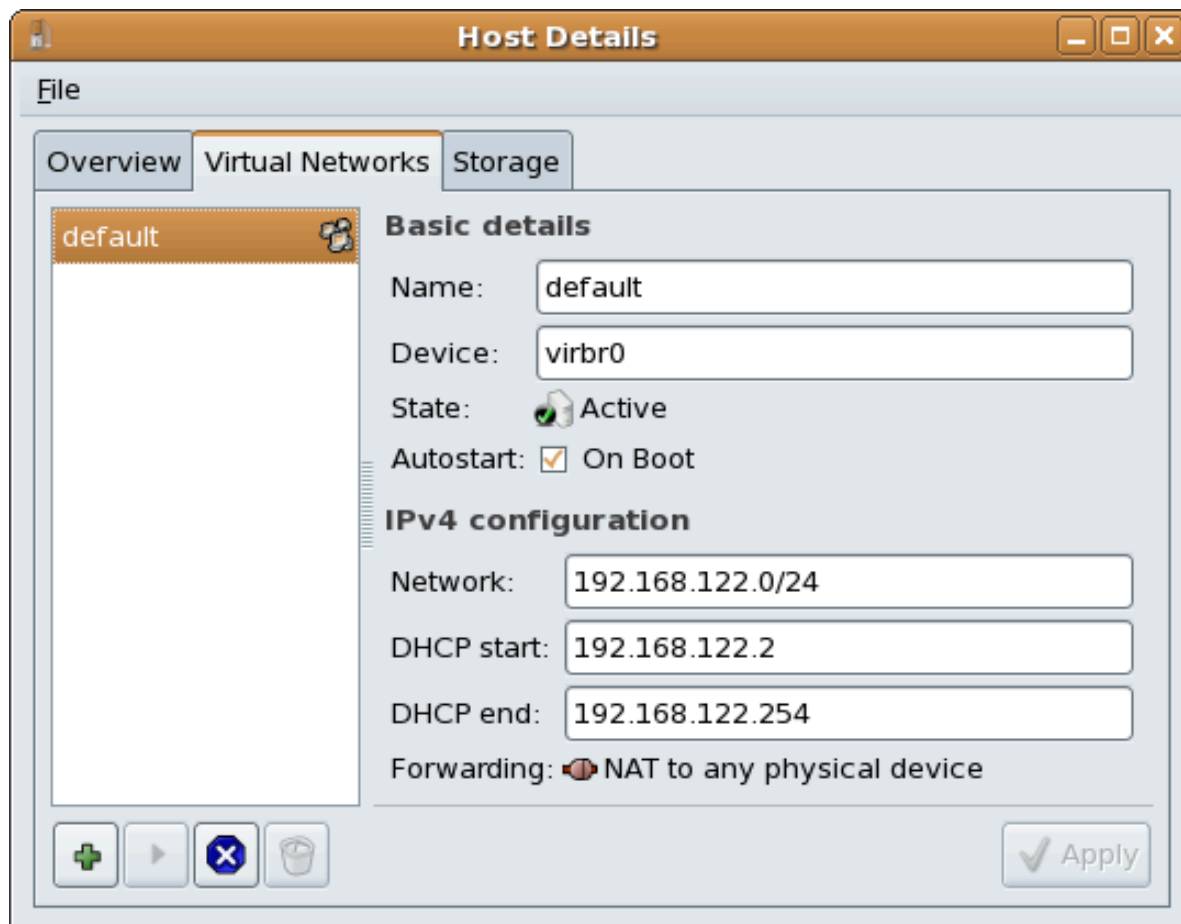 Host Details
File
Overview Virtual Networks Storage
default
Basic details
Name: default
Device: virbr0
State: Active
Autostart: On Boot
IPv4 configuration
Network: 192.168.122.0/24
DHCP start: 192.168.122.2
DHCP end: 192.168.122.254
Forwarding: NAT to any physical device
Apply